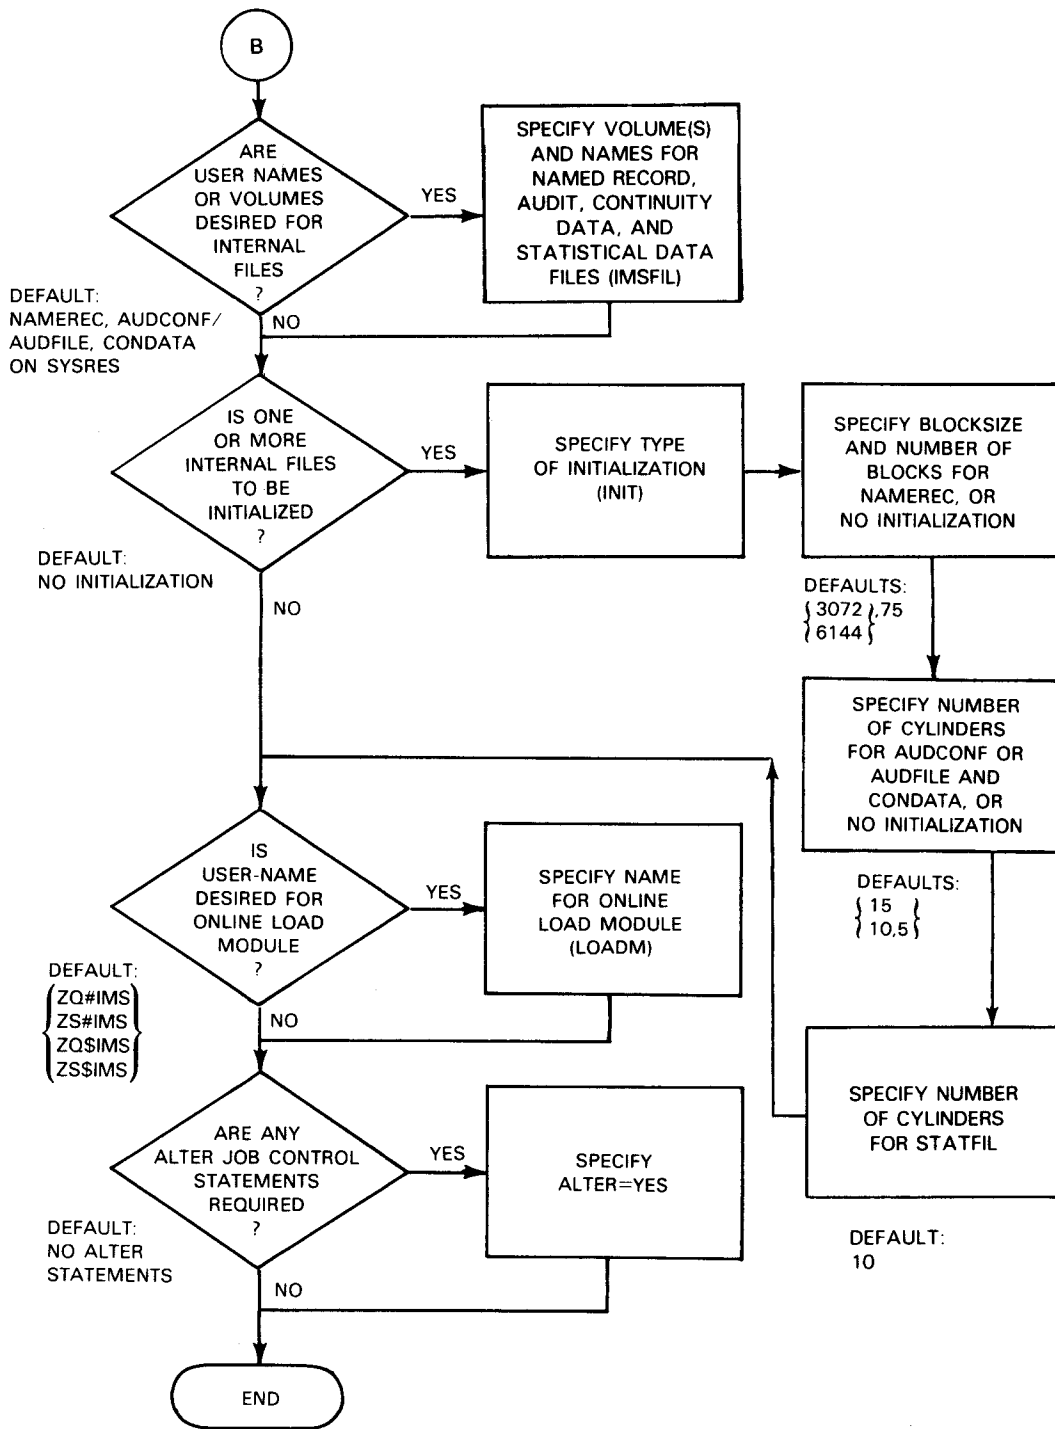 B
ARE
USER NAMES
OR VOLUMES
DESIRED FOR
INTERNAL
FILES
?
YES
SPECIFY VOLUME(S)
AND NAMES FOR
NAMED RECORD,
AUDIT, CONTINUITY
DATA, AND
STATISTICAL DATA
FILES (IMSFIL)
DEFAULT:
NAMEREC, AUDCONF/
AUDFILE, CONDATA
ON SYSRES
NO
IS ONE
OR MORE
INTERNAL FILES
TO BE
INITIALIZED
?
YES
SPECIFY TYPE
OF INITIALIZATION
(INIT)
SPECIFY BLOCKSIZE
AND NUMBER OF
BLOCKS FOR
NAMEREC, OR
NO INITIALIZATION
DEFAULT:
NO INITIALIZATION
NO
DEFAULTS:
{3072},75
{6144}
SPECIFY NUMBER
OF CYLINDERS
FOR AUDCONF OR
AUDFILE AND
CONDATA, OR
NO INITIALIZATION
DEFAULTS:
{15}
{10,5}
IS
USER-NAME
DESIRED FOR
ONLINE LOAD
MODULE
?
YES
SPECIFY NAME
FOR ONLINE
LOAD MODULE
(LOADM)
DEFAULT:
{ZQ#IMS}
{ZS#IMS}
{ZQ$IMS}
{ZS$IMS}
NO
SPECIFY NUMBER
OF CYLINDERS
FOR STATFIL
DEFAULT:
10
ARE ANY
ALTER JOB CONTROL
STATEMENTS
REQUIRED
?
YES
SPECIFY
ALTER=YES
DEFAULT:
NO ALTER
STATEMENTS
NO
END